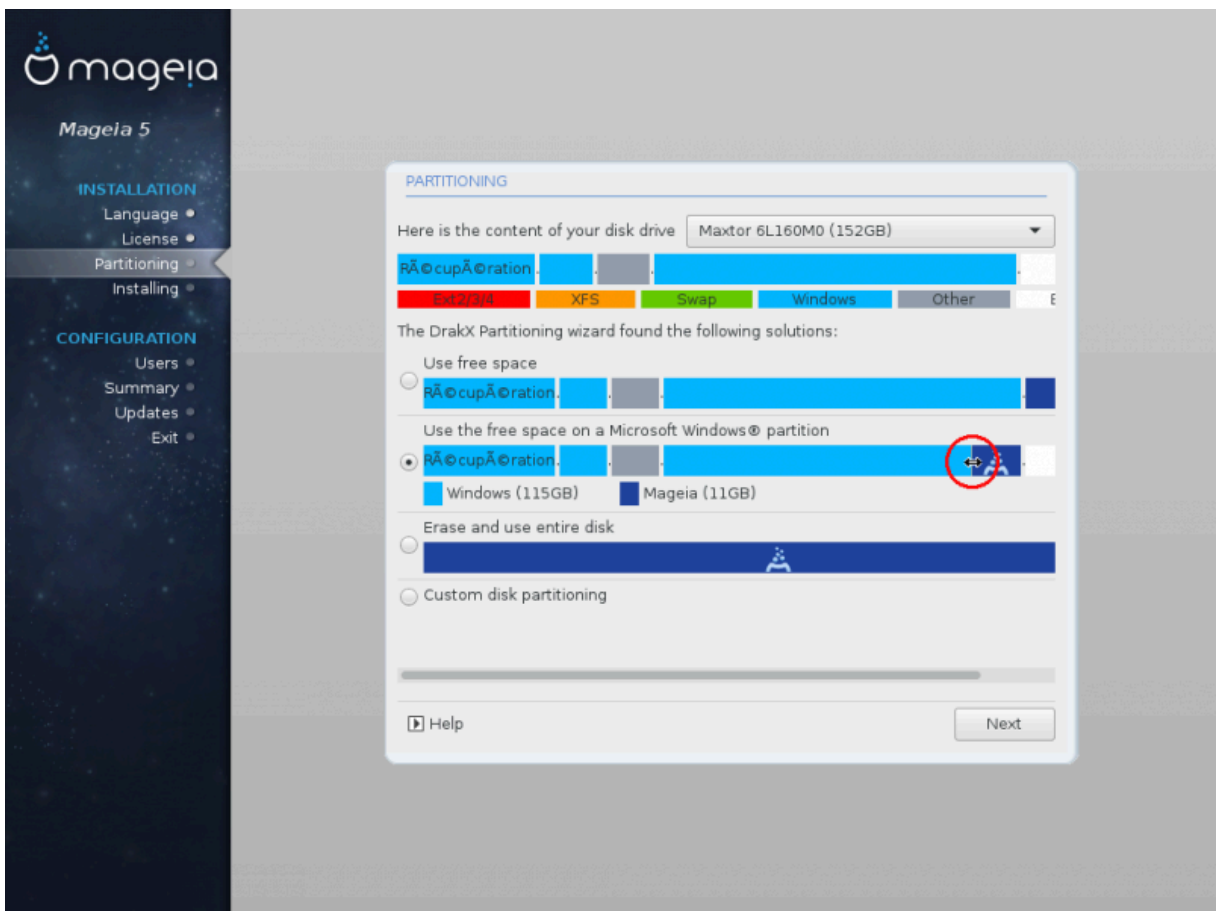 mageia
Mageia 5
INSTALLATION
Language
License
Partitioning
Installing
CONFIGURATION
Users
Summary
Updates
Exit
PARTITIONING
Here is the content of your disk drive Maxtor 6L160M0 (152GB)
RÃ©cupÃ©ration
Ext2/3/4 XFS Swap Windows Other E
The DrakX Partitioning wizard found the following solutions:
Use free space
RÃ©cupÃ©ration
Use the free space on a Microsoft Windows® partition
RÃ©cupÃ©ration
Windows (115GB) Mageia (11GB)
Erase and use entire disk
Custom disk partitioning
Help
Next